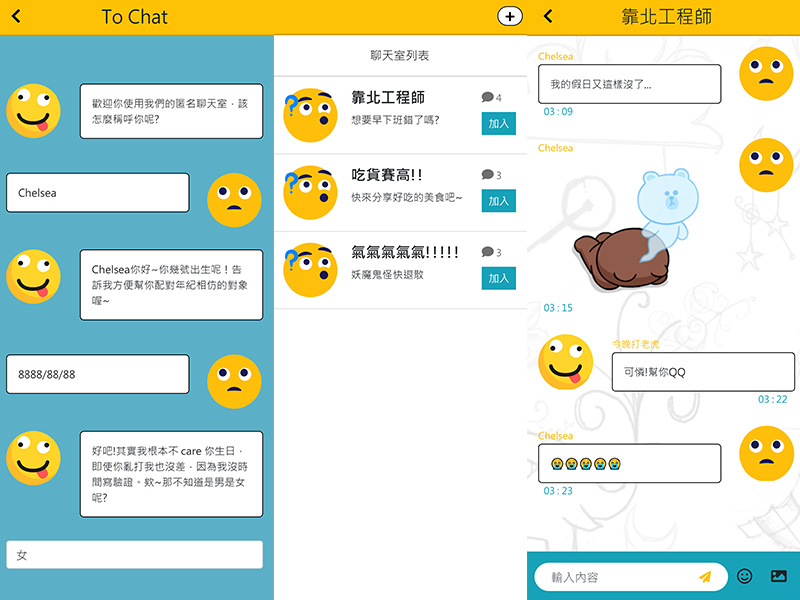 To Chat
歡迎你使用我們的匿名聊天室，該
怎麼稱呼你呢?
Chelsea
Chelsea你好~你幾號出生呢！告
訴我方便幫你配對年紀相仿的對象
喔~
8888/88/88
好吧!其實我根本不 care 你生日，
即使你亂打我也沒差，因為我沒時
間寫驗證。欸~那不知道是男是女
呢?
女
聊天室列表
靠北工程師
4
想要早下班錯了嗎?
加入
吃貨賽高!!
3
快來分享好吃的美食吧~
加入
氣氣氣氣氣!!!!!
3
妖魔鬼怪快退散
加入
靠北工程師
Chelsea
我的假日又這樣沒了...
03:09
Chelsea
03:15
今晚打老虎
可憐!幫你QQ
03:22
Chelsea
03:23
輸入內容